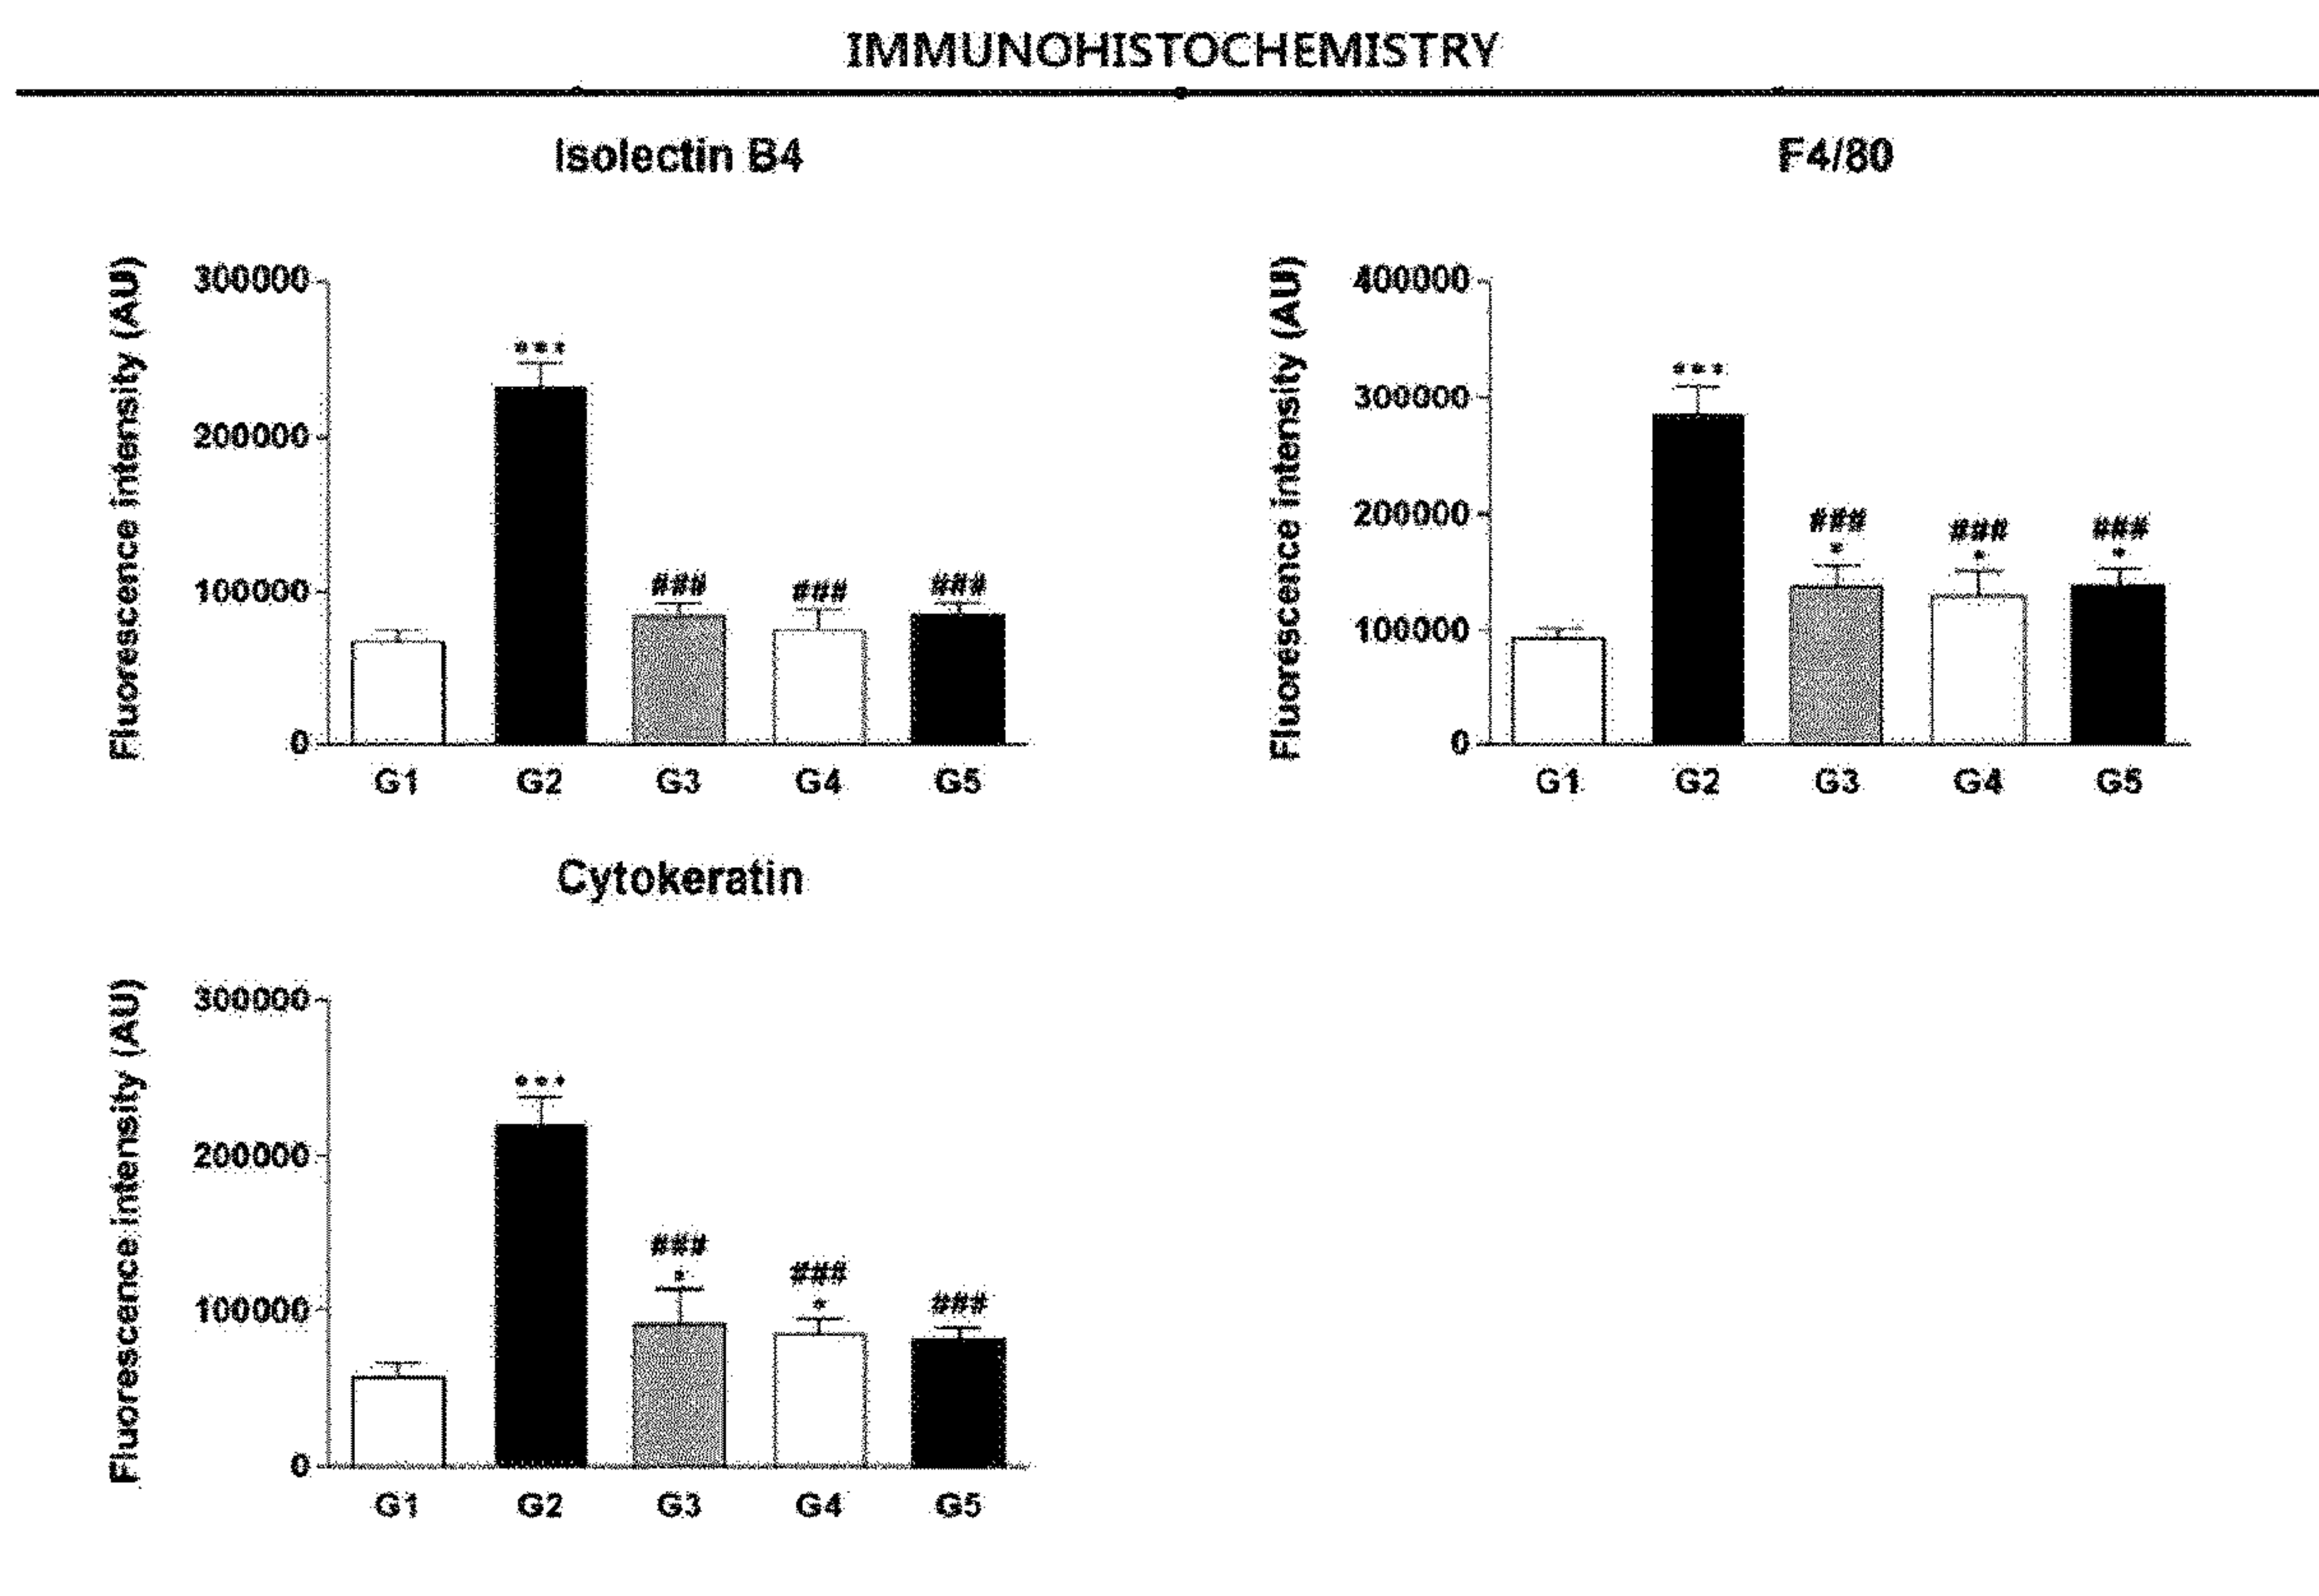 IMMUNOHISTOCHEMISTRY
Isolectin B4
Fluorescence intensity (AU)
300000
200000
100000
0
***
###
###
###
G1 G2 G3 G4 G5
F4/80
Fluorescence intensity (AU)
400000
300000
200000
100000
0
***
### ### ###
* * *
G1 G2 G3 G4 G5
Cytokeratin
Fluorescence intensity (AU)
300000
200000
100000
0
***
###
*
###
*
###
G1 G2 G3 G4 G5